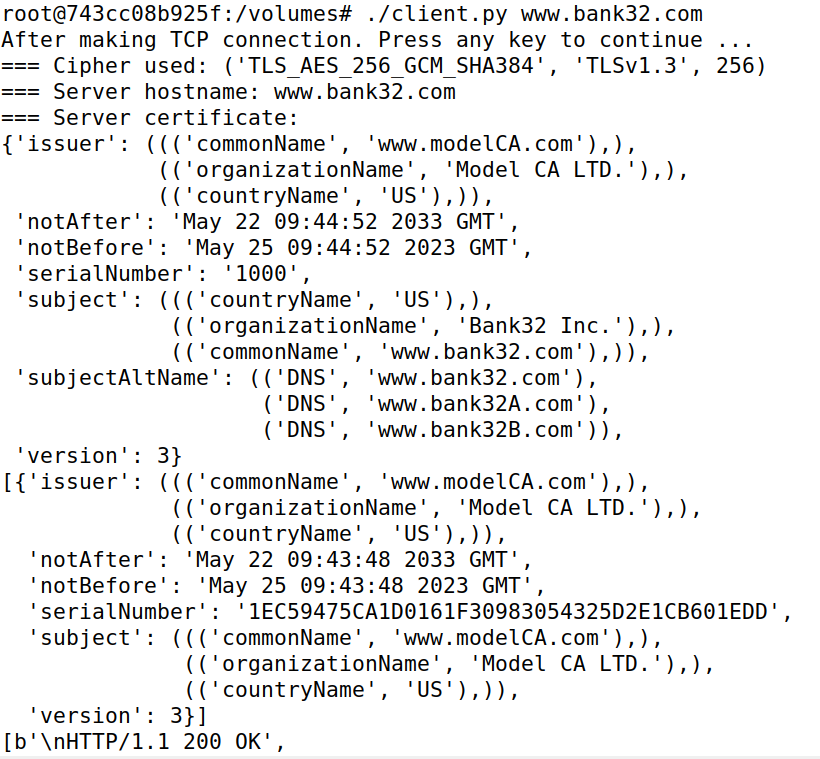 root@743cc08b925f:/volumes# ./client.py www.bank32.com
After making TCP connection. Press any key to continue ...
=== Cipher used: ('TLS_AES_256_GCM_SHA384', 'TLSv1.3', 256)
=== Server hostname: www.bank32.com
=== Server certificate:
{'issuer': ((('commonName', 'www.modelCA.com'),),
            (('organizationName', 'Model CA LTD.'),),
            (('countryName', 'US'),)),
 'notAfter': 'May 22 09:44:52 2033 GMT',
 'notBefore': 'May 25 09:44:52 2023 GMT',
 'serialNumber': '1000',
 'subject': ((('countryName', 'US'),),
             (('organizationName', 'Bank32 Inc.'),),
             (('commonName', 'www.bank32.com'),)),
 'subjectAltName': (('DNS', 'www.bank32.com'),
                    ('DNS', 'www.bank32A.com'),
                    ('DNS', 'www.bank32B.com')),
 'version': 3}
[{'issuer': ((('commonName', 'www.modelCA.com'),),
             (('organizationName', 'Model CA LTD.'),),
             (('countryName', 'US'),)),
  'notAfter': 'May 22 09:43:48 2033 GMT',
  'notBefore': 'May 25 09:43:48 2023 GMT',
  'serialNumber': '1EC59475CA1D0161F30983054325D2E1CB601EDD',
  'subject': ((('commonName', 'www.modelCA.com'),),
              (('organizationName', 'Model CA LTD.'),),
              (('countryName', 'US'),)),
  'version': 3}]
[b'\nHTTP/1.1 200 OK',